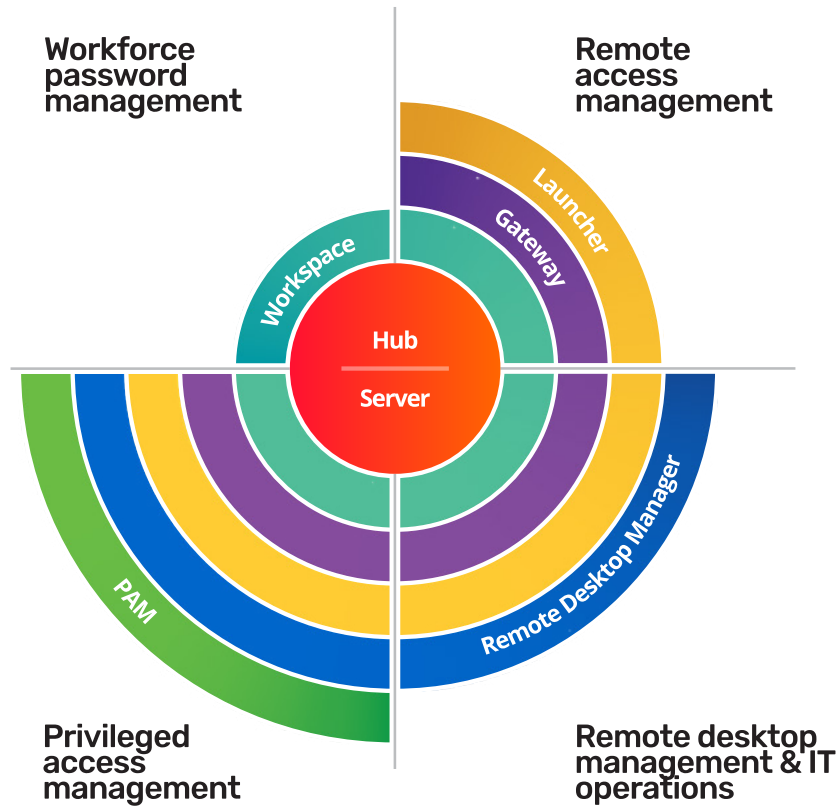 Workforce
password
management
Remote
access
management
Launcher
Gateway
Workspace
Hub
Server
Remote Desktop Manager
PAM
Privileged
access
management
Remote desktop
management & IT
operations